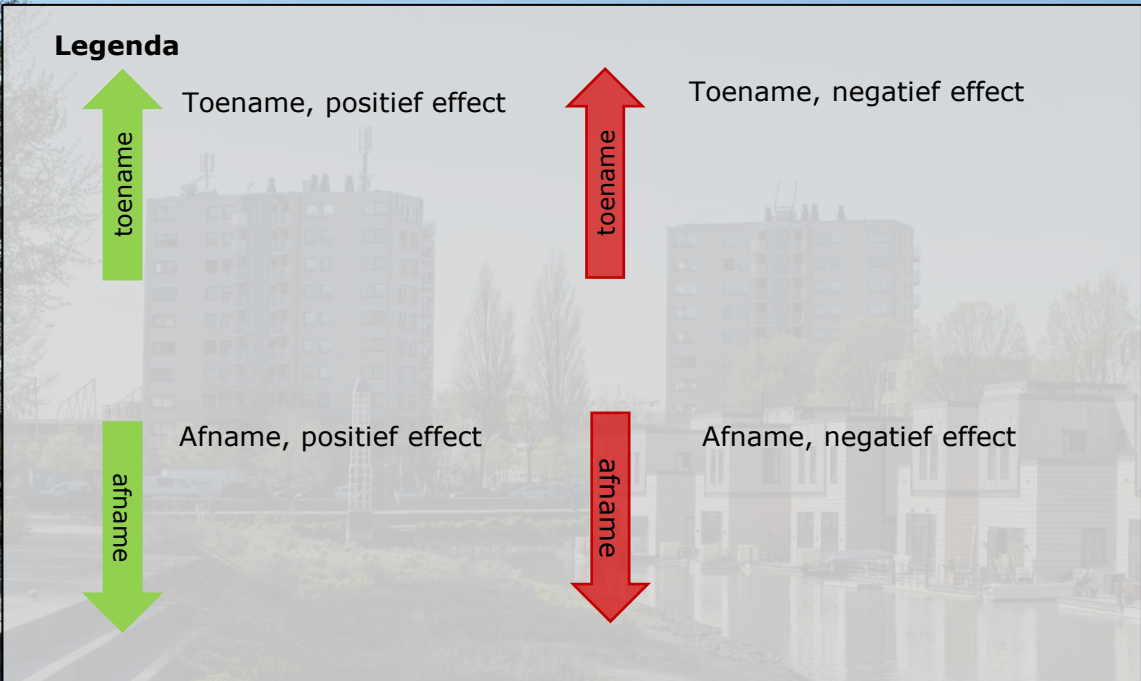 Legenda
toename
Toename, positief effect
toename
Toename, negatief effect
afname
Afname, positief effect
afname
Afname, negatief effect